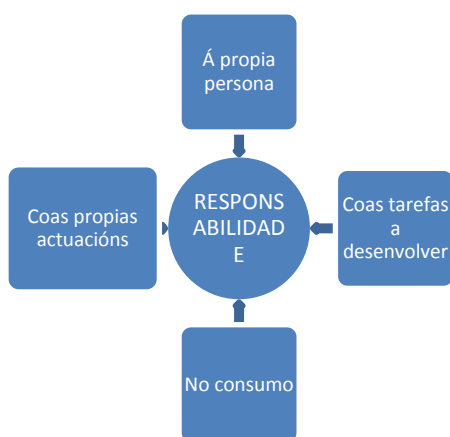 Á propia
persona
Coas propias
actuacións
RESPONS
ABILIDAD
E
Coas tarefas
a
desenvolver
No consumo